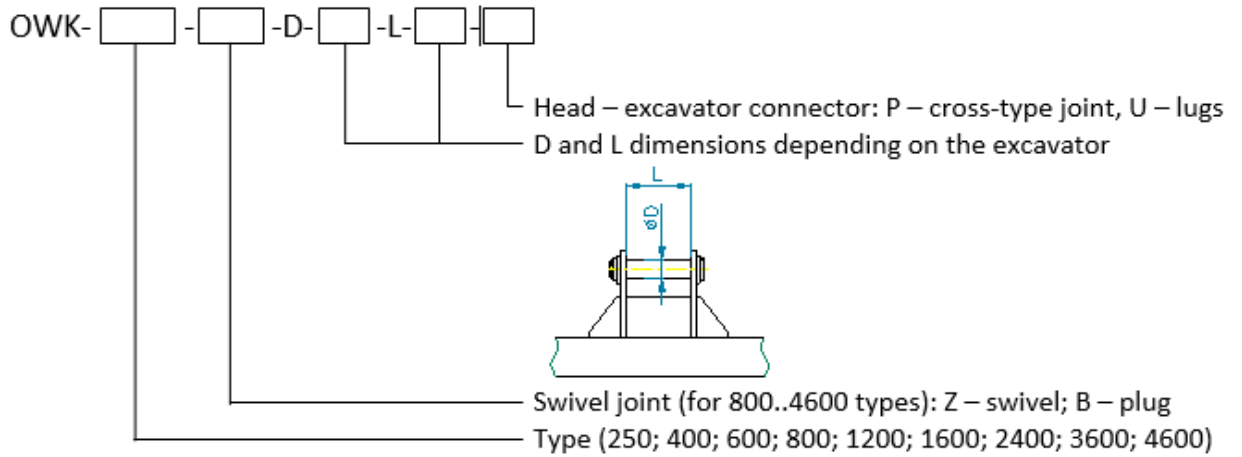 OWK- - -D- -L- -
Head – excavator connector: P – cross-type joint, U – lugs
D and L dimensions depending on the excavator
L
øD
Swivel joint (for 800..4600 types): Z – swivel; B – plug
Type (250; 400; 600; 800; 1200; 1600; 2400; 3600; 4600)